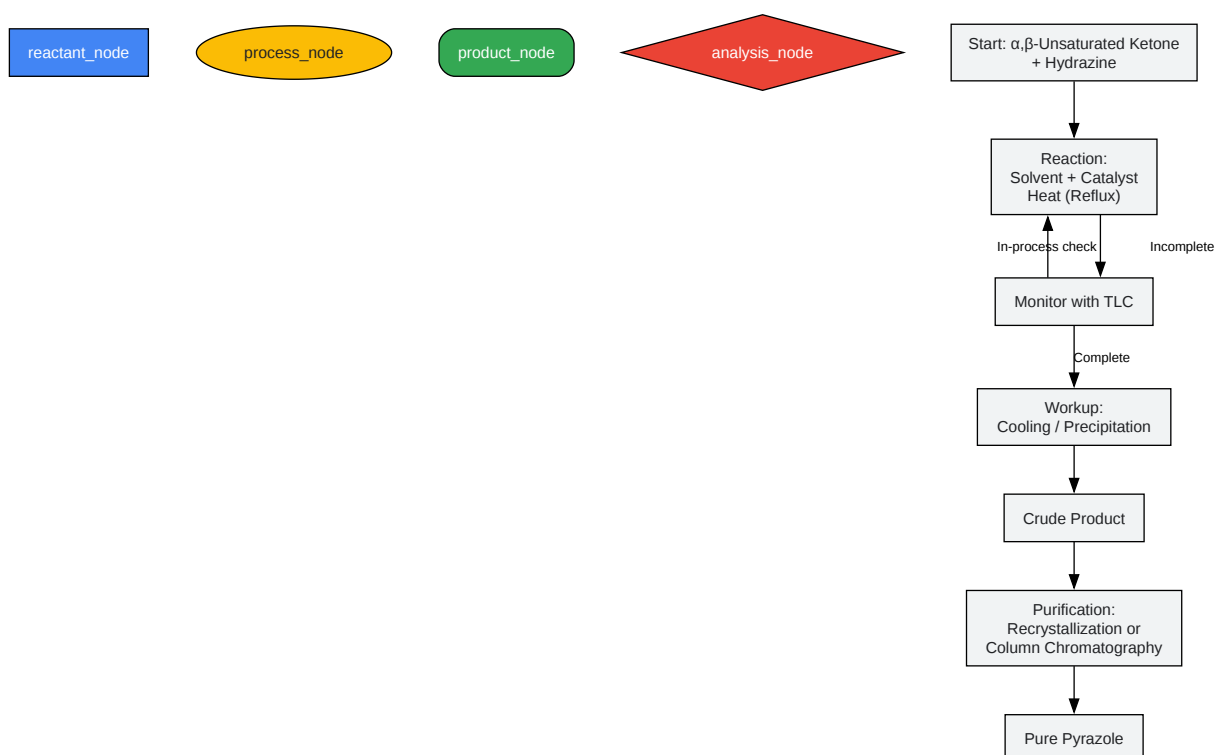 reactant_node
process_node
product_node
analysis_node
Start: α,β-Unsaturated Ketone
+ Hydrazine
Reaction:
Solvent + Catalyst
Heat (Reflux)
In-process check
Incomplete
Monitor with TLC
Complete
Workup:
Cooling / Precipitation
Crude Product
Purification:
Recrystallization or
Column Chromatography
Pure Pyrazole